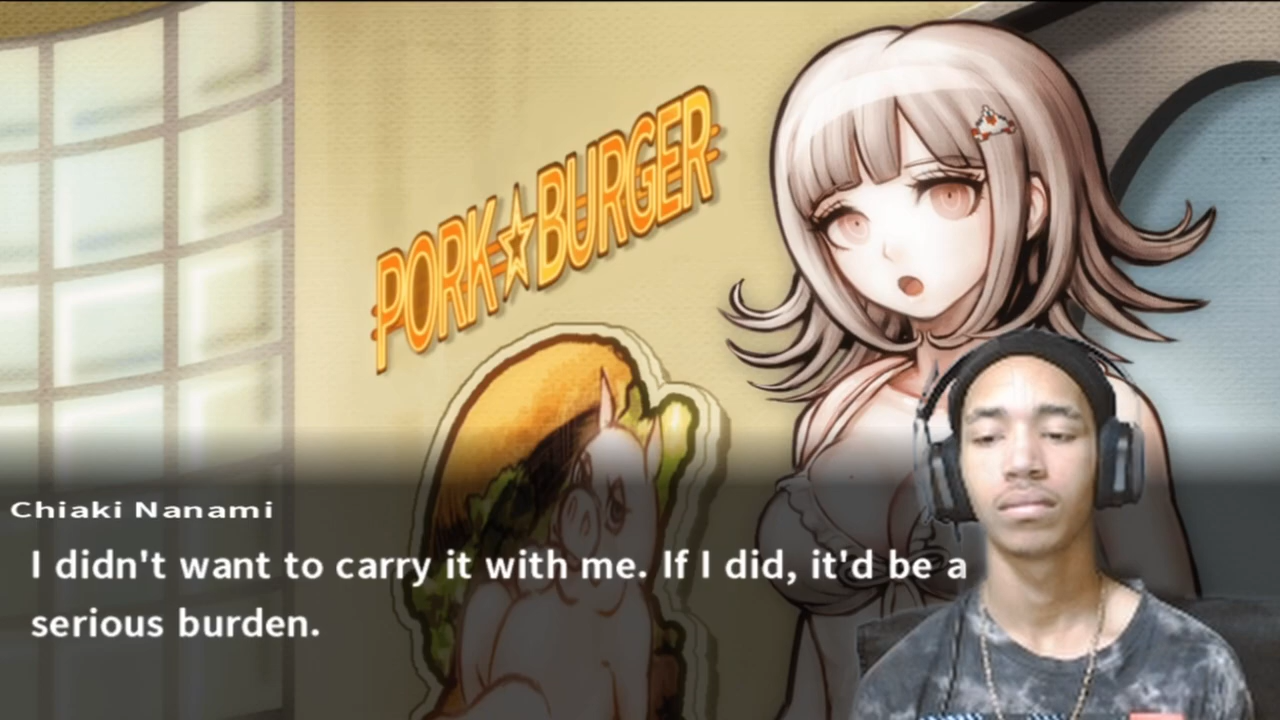 PORK☆BURGER
Chiaki Nanami
I didn't want to carry it with me. If I did, it'd be a
serious burden.